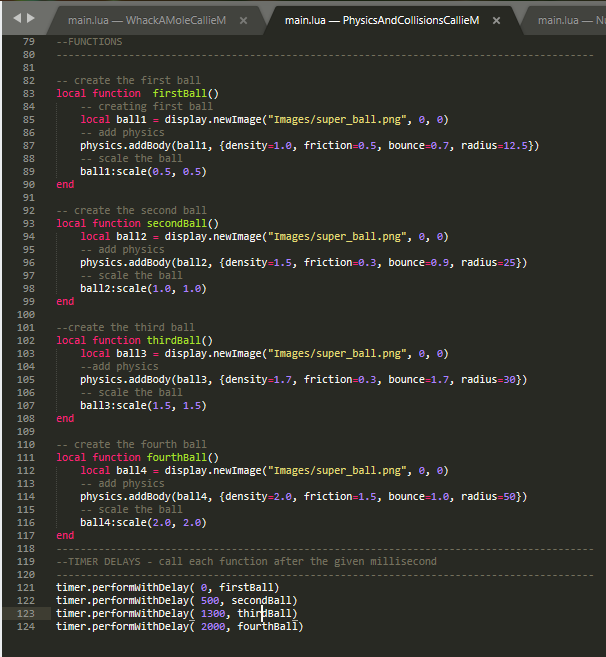 main.lua — WhackAMoleCallieM ×
main.lua — PhysicsAndCollisionsCallieM ×
main.lua — N
79 --FUNCTIONS
80 -----------------------------------------------------------------------------------------
81
82 -- create the first ball
83 local function  firstBall()
84     -- creating first ball
85     local ball1 = display.newImage("Images/super_ball.png", 0, 0)
86     -- add physics
87     physics.addBody(ball1, {density=1.0, friction=0.5, bounce=0.7, radius=12.5})
88     -- scale the ball
89     ball1:scale(0.5, 0.5)
90 end
91
92 -- create the second ball
93 local function secondBall()
94     local ball2 = display.newImage("Images/super_ball.png", 0, 0)
95     -- add physics
96     physics.addBody(ball2, {density=1.5, friction=0.3, bounce=0.9, radius=25})
97     -- scale the ball
98     ball2:scale(1.0, 1.0)
99 end
100
101 --create the third ball
102 local function thirdBall()
103     local ball3 = display.newImage("Images/super_ball.png", 0, 0)
104     --add physics
105     physics.addBody(ball3, {density=1.7, friction=0.3, bounce=1.7, radius=30})
106     -- scale the ball
107     ball3:scale(1.5, 1.5)
108 end
109
110 -- create the fourth ball
111 local function fourthBall()
112     local ball4 = display.newImage("Images/super_ball.png", 0, 0)
113     -- add physics
114     physics.addBody(ball4, {density=2.0, friction=1.5, bounce=1.0, radius=50})
115     -- scale the ball
116     ball4:scale(2.0, 2.0)
117 end
118 -----------------------------------------------------------------------------------------
119 --TIMER DELAYS - call each function after the given millisecond
120 -----------------------------------------------------------------------------------------
121 timer.performWithDelay( 0, firstBall)
122 timer.performWithDelay( 500, secondBall)
123 timer.performWithDelay( 1300, thirdBall)
124 timer.performWithDelay( 2000, fourthBall)